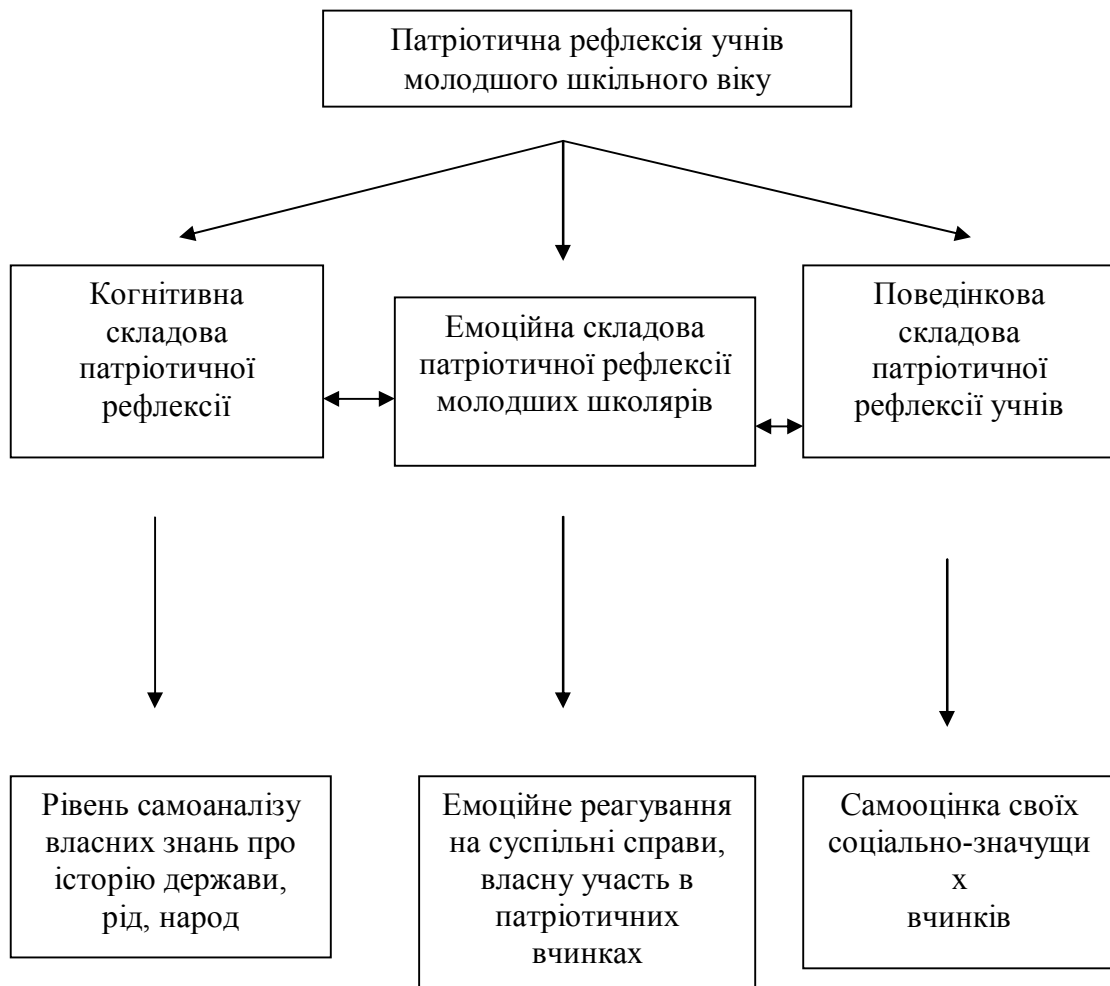 Патріотична рефлексія учнів
молодшого шкільного віку
Когнітивна
складова
патріотичної
рефлексії
Емоційна складова
патріотичної рефлексії
молодших школярів
Поведінкова
складова
патріотичної
рефлексії учнів
Рівень самоаналізу
власних знань про
історію держави,
рід, народ
Емоційне реагування
на суспільні справи,
власну участь в
патріотичних
вчинках
Самооцінка своїх
соціально-значущи
х
вчинків